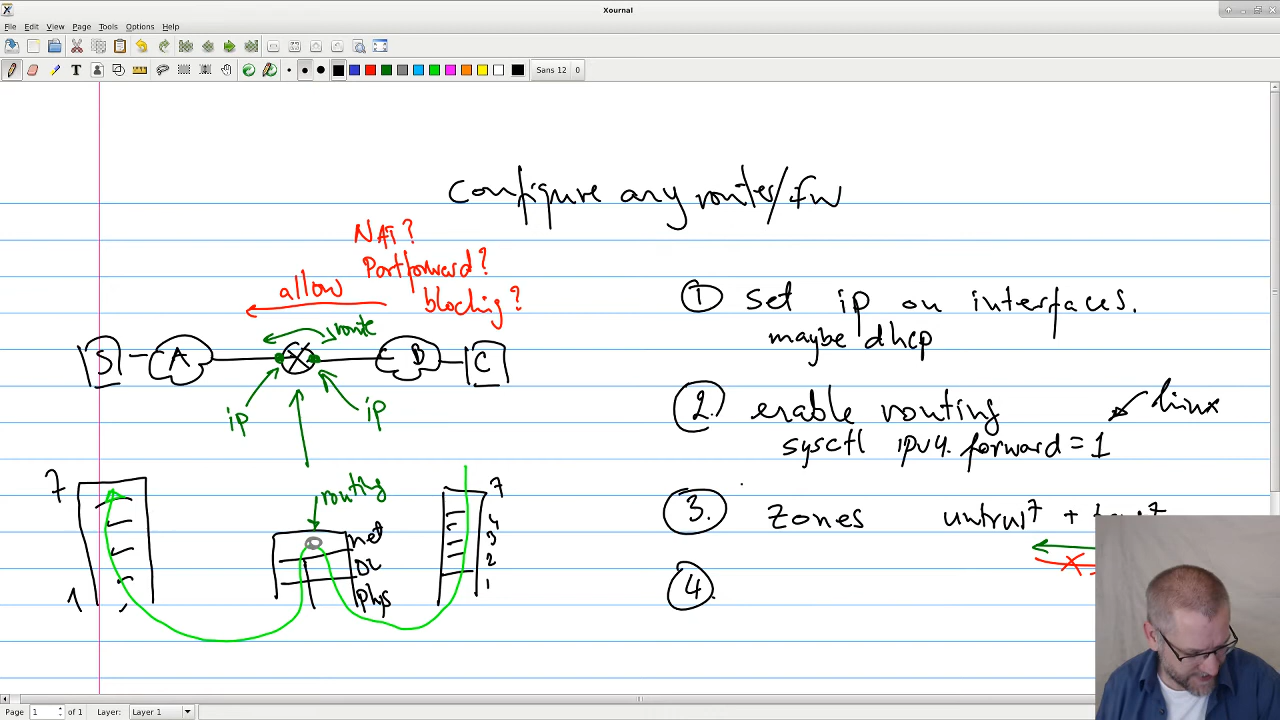 Xournal
File Edit View Page Tools Options Help
Sans 12 0
Configure any router/fw
NAT?
Portforward?
allow
blocking?
route
S A B C
ip ip
① set ip on interfaces.
maybe dhcp
②. enable routing
linux
sysctl ipv4.forward=1
③. zones untrust +
④.
7 routing 7
net 4
3
DL 2
1 phys 1
Page 1 of 1 Layer: Layer 1